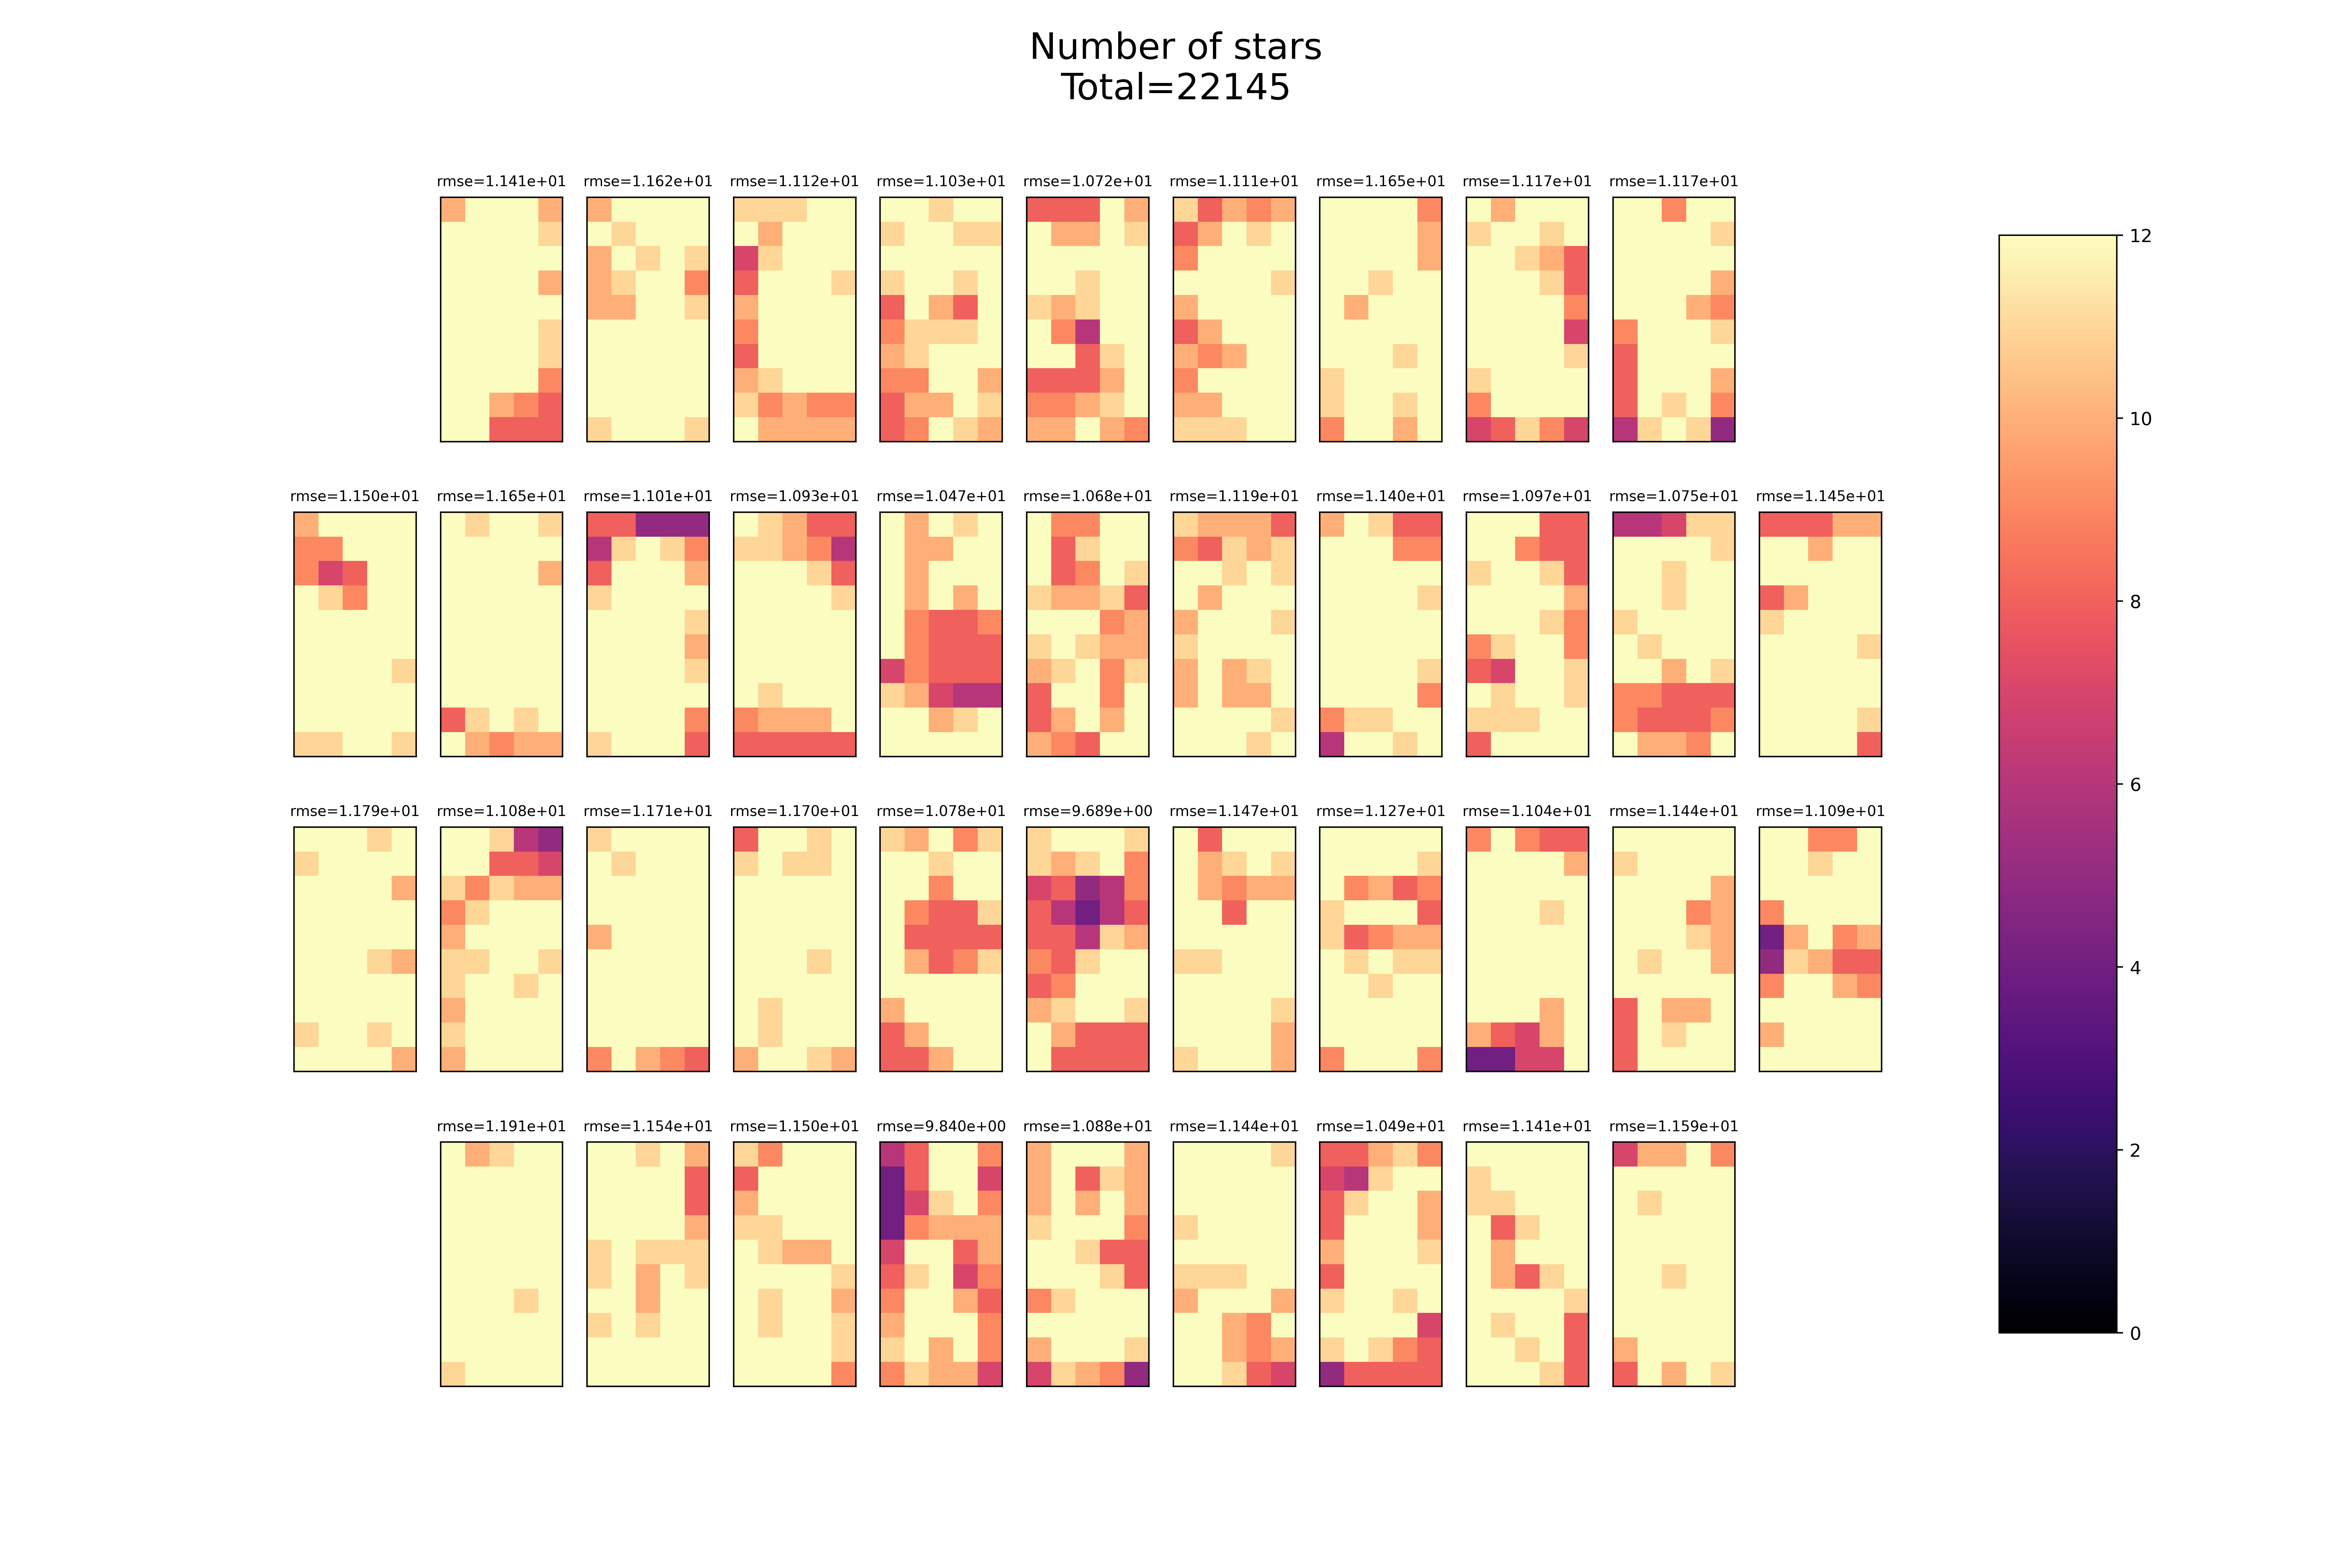 Number of stars
Total=22145
rmse=1.141e+01 rmse=1.162e+01 rmse=1.112e+01 rmse=1.103e+01 rmse=1.072e+01 rmse=1.111e+01 rmse=1.165e+01 rmse=1.117e+01 rmse=1.117e+01
rmse=1.150e+01 rmse=1.165e+01 rmse=1.101e+01 rmse=1.093e+01 rmse=1.047e+01 rmse=1.068e+01 rmse=1.119e+01 rmse=1.140e+01 rmse=1.097e+01 rmse=1.075e+01 rmse=1.145e+01
rmse=1.179e+01 rmse=1.108e+01 rmse=1.171e+01 rmse=1.170e+01 rmse=1.078e+01 rmse=9.689e+00 rmse=1.147e+01 rmse=1.127e+01 rmse=1.104e+01 rmse=1.144e+01 rmse=1.109e+01
rmse=1.191e+01 rmse=1.154e+01 rmse=1.150e+01 rmse=9.840e+00 rmse=1.088e+01 rmse=1.144e+01 rmse=1.049e+01 rmse=1.141e+01 rmse=1.159e+01
12
10
8
6
4
2
0